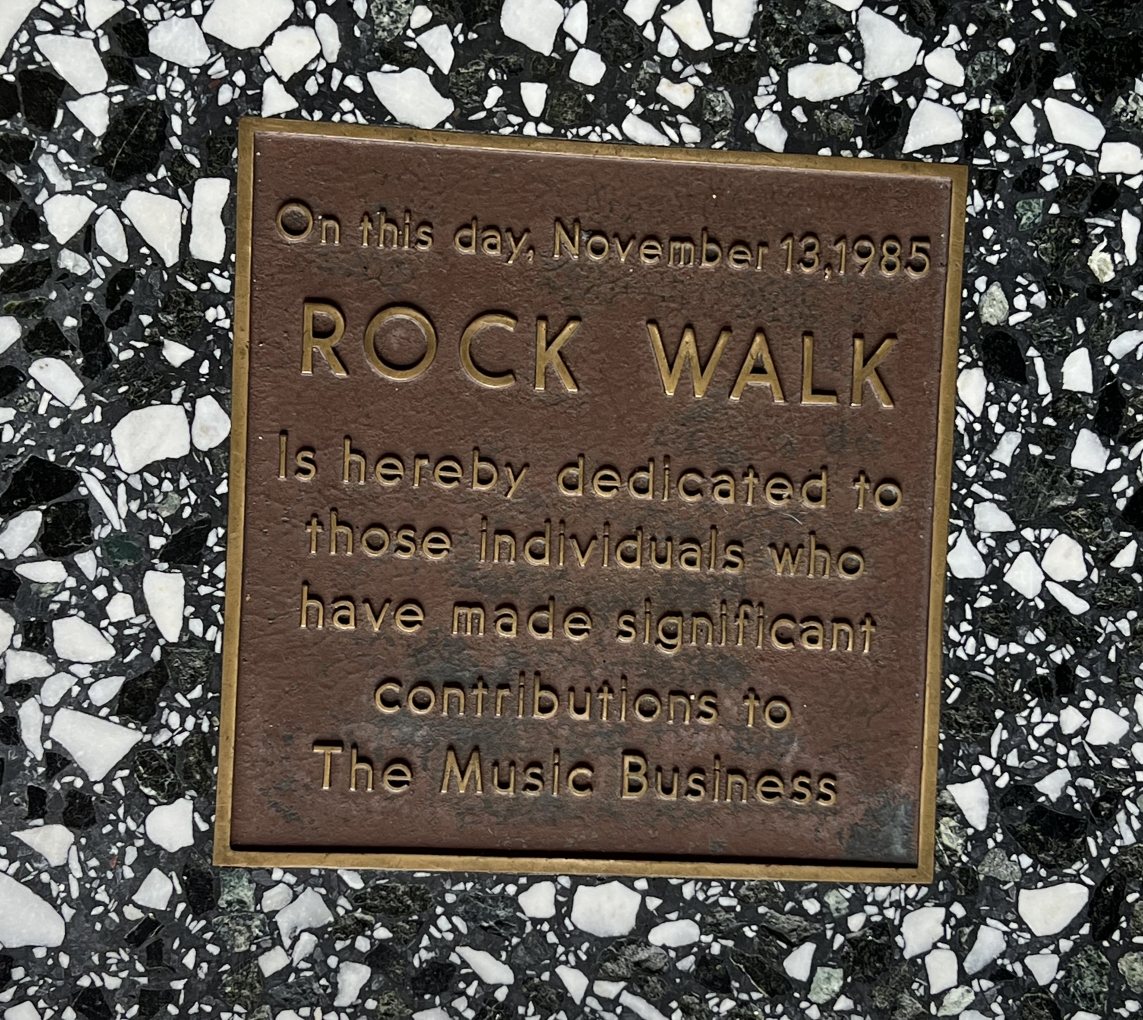 On this day, November 13,1985
ROCK WALK
Is hereby dedicated to
those individuals who
have made significant
contributions to
The Music Business